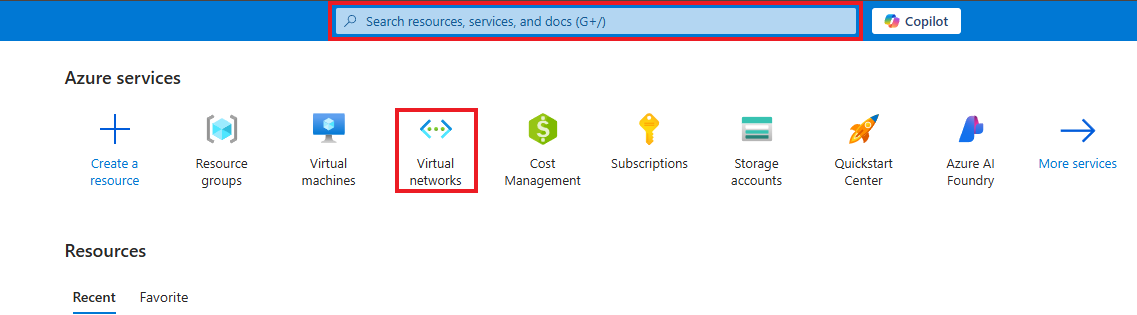 Search resources, services, and docs (G+/)
Copilot
Azure services
Create a
resource
Resource
groups
Virtual
machines
Virtual
networks
Cost
Management
Subscriptions
Storage
accounts
Quickstart
Center
Azure AI
Foundry
More services
Resources
Recent
Favorite